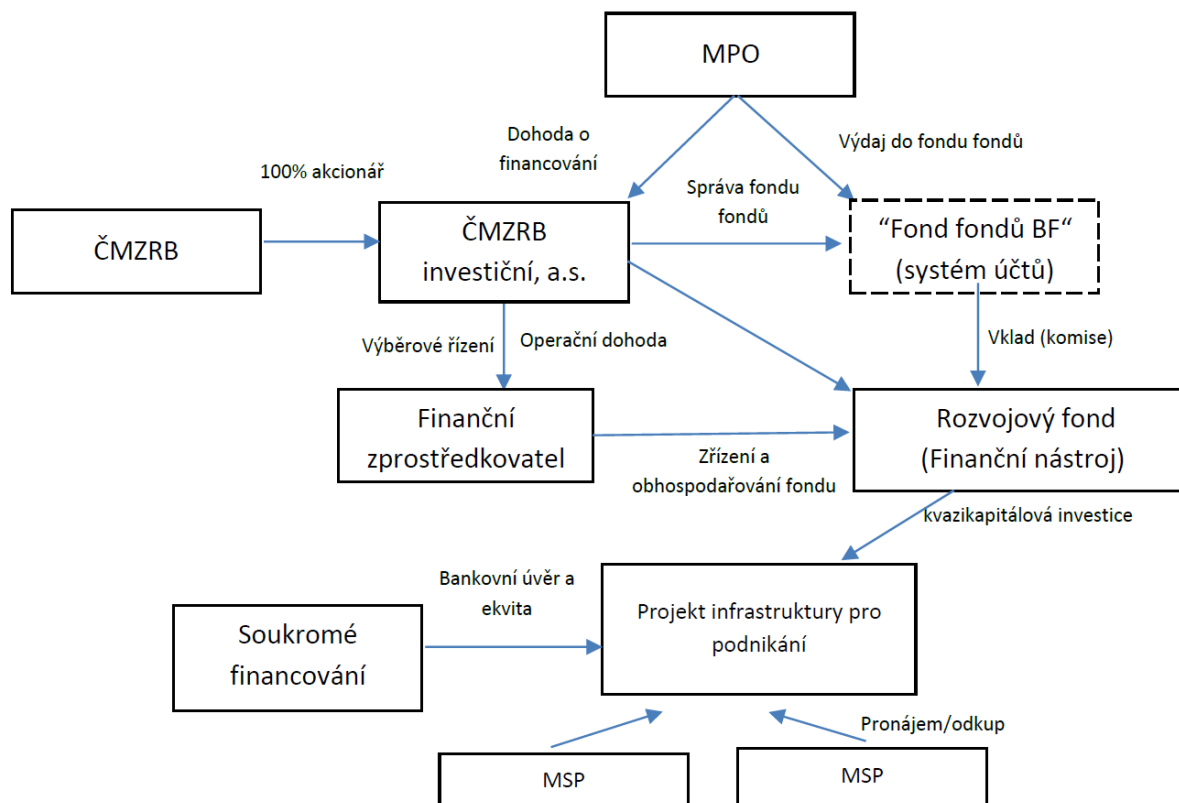 MPO
Dohoda o
financování
Výdaj do fondu fondů
100% akcionář
Správa fondu
fondů
ČMZRB
ČMZRB
investiční, a.s.
“Fond fondů BF“
(systém účtů)
Výběrové řízení
Operační dohoda
Vklad (komise)
Finanční
zprostředkovatel
Rozvojový fond
(Finanční nástroj)
Zřízení a
obhospodařování fondu
kvazikapitálová investice
Bankovní úvěr a
ekvita
Projekt infrastruktury pro
podnikání
Soukromé
financování
Pronájem/odkup
MSP
MSP